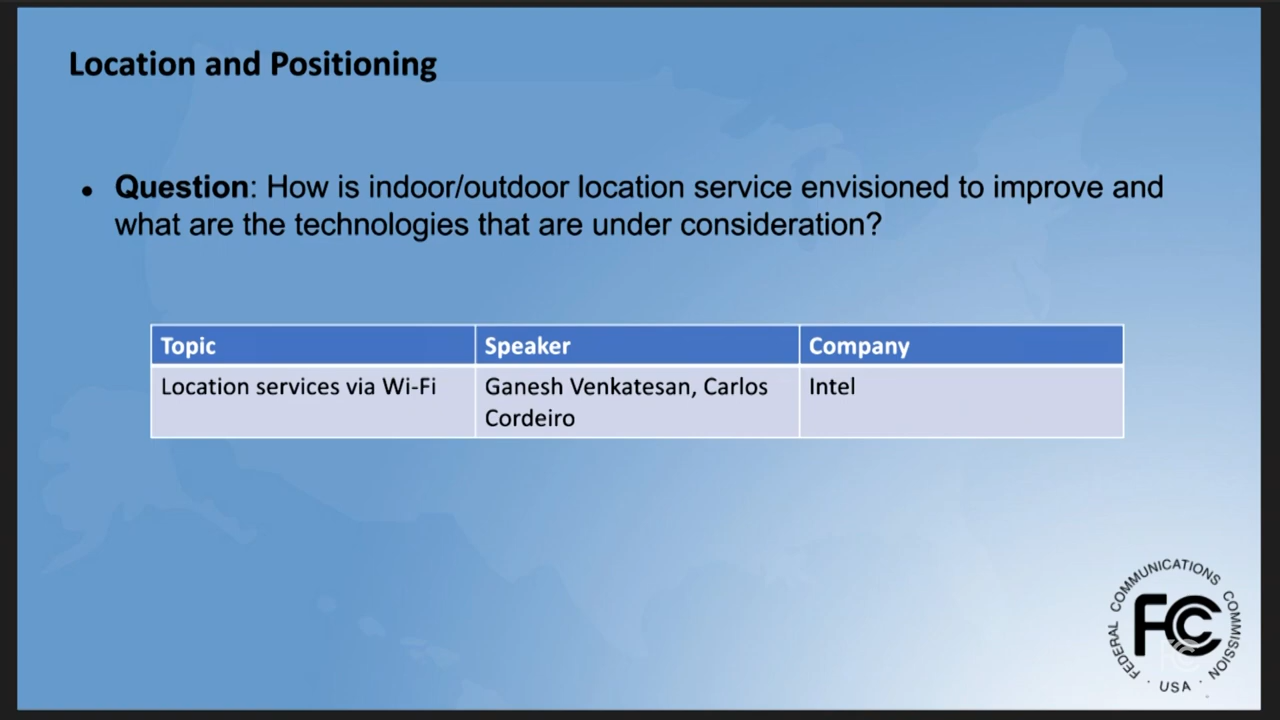 Location and Positioning
• Question: How is indoor/outdoor location service envisioned to improve and
what are the technologies that are under consideration?
Topic Speaker Company
Location services via Wi-Fi Ganesh Venkatesan, Carlos Intel
Cordeiro
FEDERAL COMMUNICATIONS COMMISSION
FCC
· USA ·